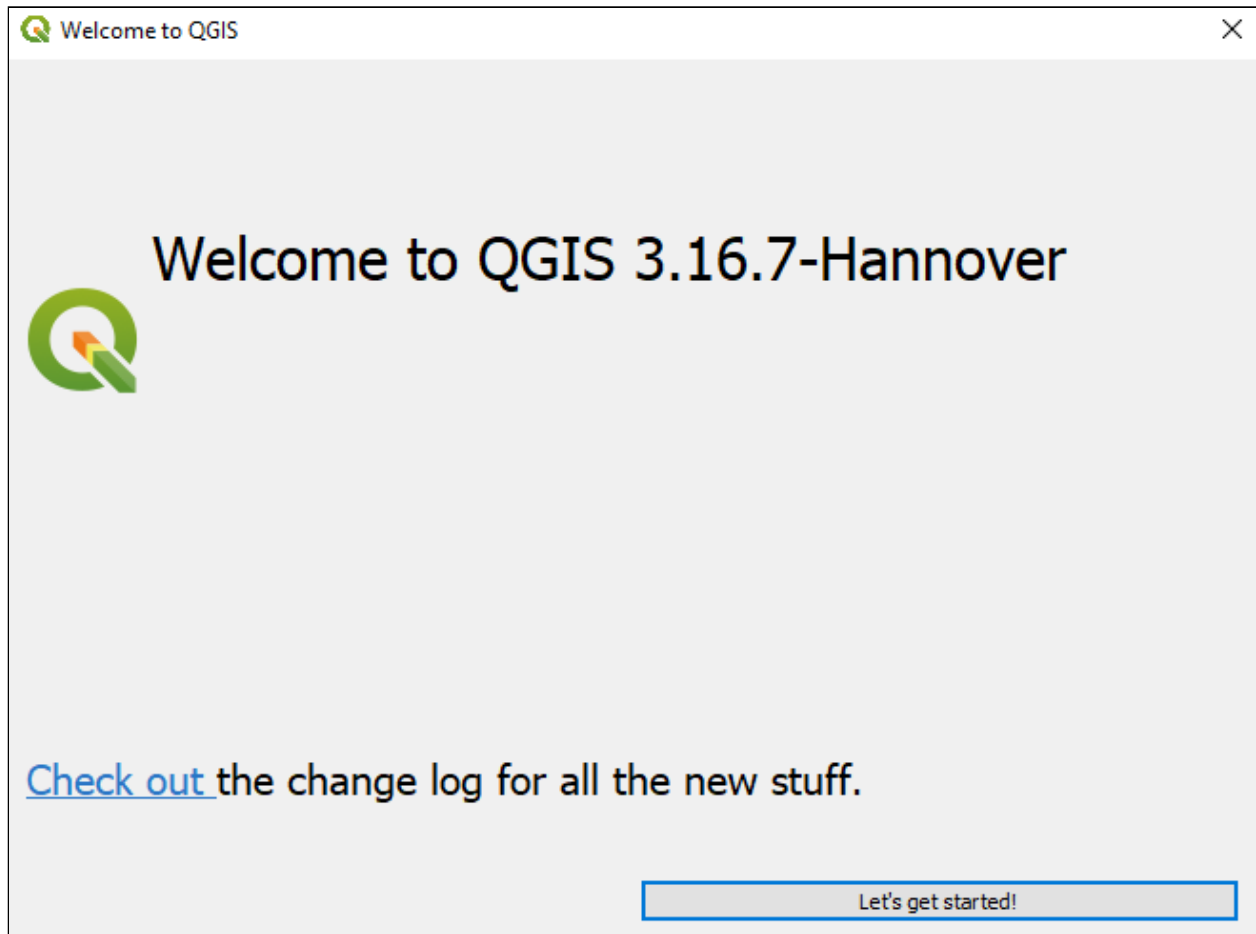 Welcome to QGIS
Welcome to QGIS 3.16.7-Hannover
Check out the change log for all the new stuff.
Let's get started!